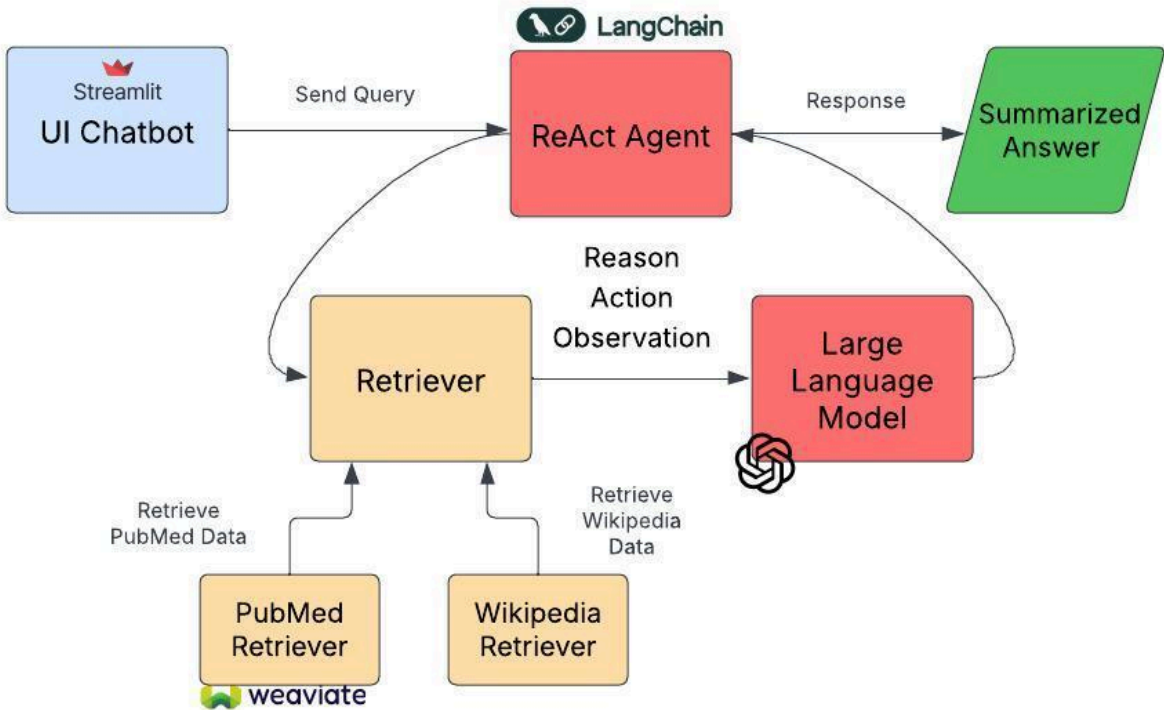 LangChain
Streamlit
UI Chatbot
Send Query
ReAct Agent
Response
Summarized
Answer
Reason
Action
Observation
Retriever
Large
Language
Model
Retrieve
PubMed Data
Retrieve
Wikipedia
Data
PubMed
Retriever
Wikipedia
Retriever
weaviate